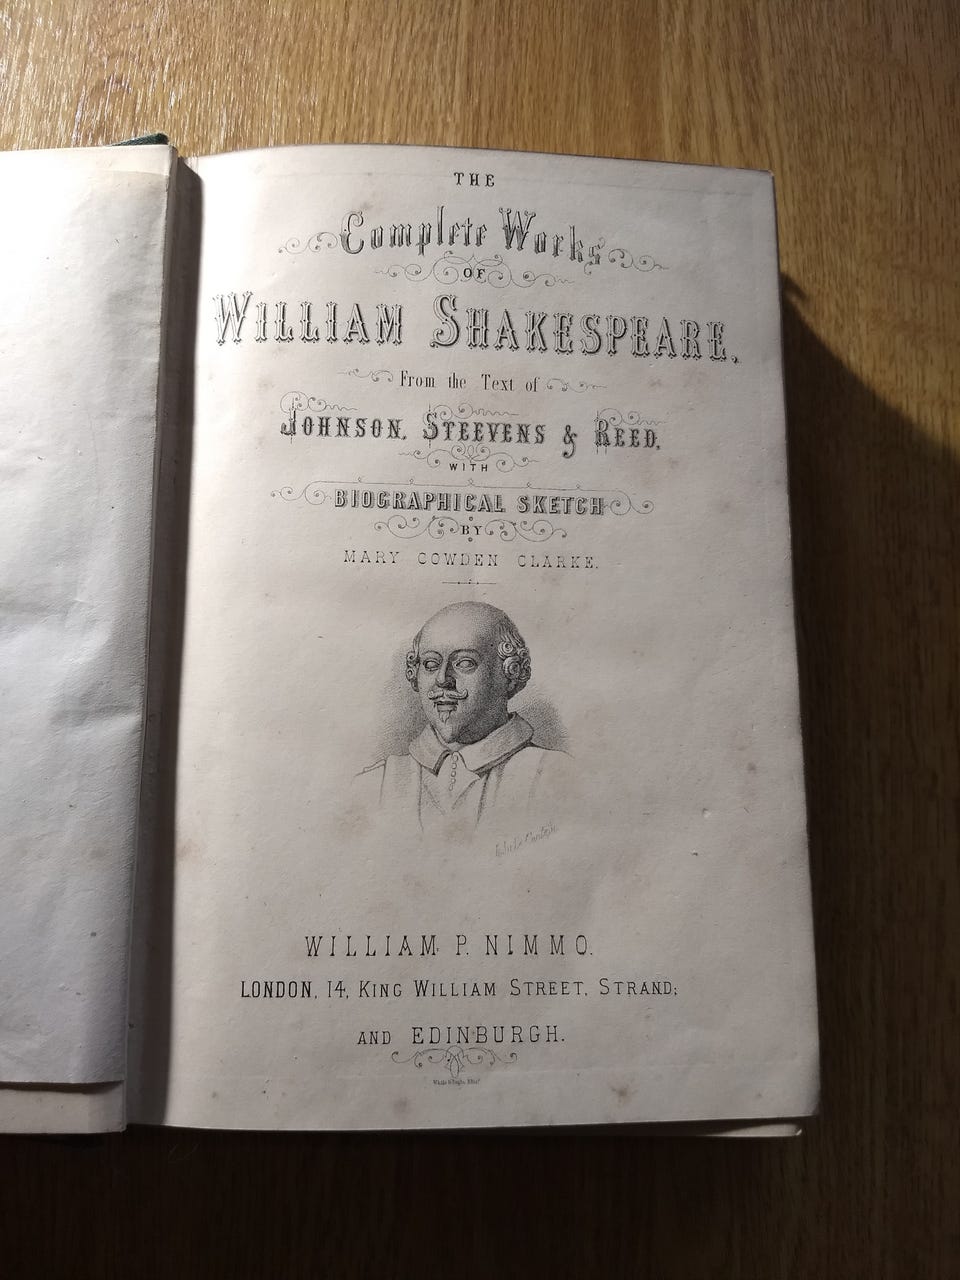 THE
Complete Works
OF
WILLIAM SHAKESPEARE.
From the Text of
JOHNSON, STEEVENS & REED,
WITH
BIOGRAPHICAL SKETCH
BY
MARY COWDEN CLARKE.
WILLIAM P. NIMMO.
LONDON, 14, KING WILLIAM STREET, STRAND;
AND EDINBURGH.